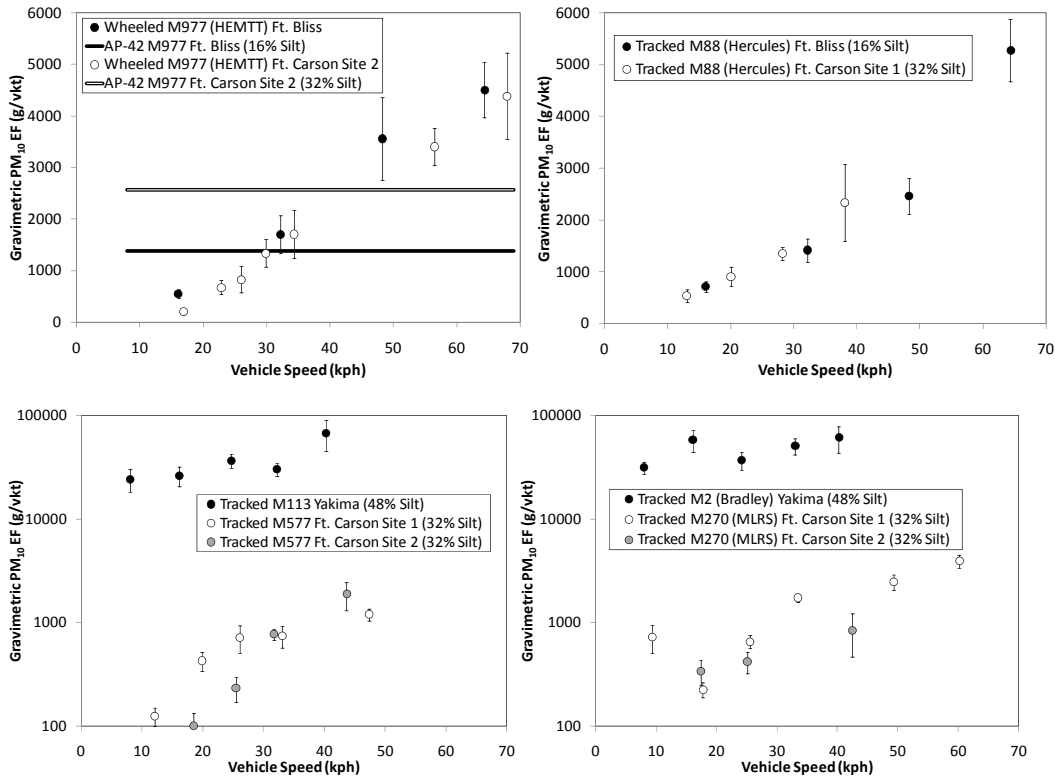 6000
5000
4000
3000
2000
1000
0
Gravimetric PM10 EF (g/vkt)
Wheeled M977 (HEMTT) Ft. Bliss
AP-42 M977 Ft. Bliss (16% Silt)
Wheeled M977 (HEMTT) Ft. Carson Site 2
AP-42 M977 Ft. Carson Site 2 (32% Silt)
0 10 20 30 40 50 60 70
Vehicle Speed (kph)
6000
5000
4000
3000
2000
1000
0
Gravimetric PM10 EF (g/vkt)
Tracked M88 (Hercules) Ft. Bliss (16% Silt)
Tracked M88 (Hercules) Ft. Carson Site 1 (32% Silt)
0 10 20 30 40 50 60 70
Vehicle Speed (kph)
100000
10000
1000
100
Gravimetric PM10 EF (g/vkt)
Tracked M113 Yakima (48% Silt)
Tracked M577 Ft. Carson Site 1 (32% Silt)
Tracked M577 Ft. Carson Site 2 (32% Silt)
0 10 20 30 40 50 60 70
Vehicle Speed (kph)
100000
10000
1000
100
Gravimetric PM10 EF (g/vkt)
Tracked M2 (Bradley) Yakima (48% Silt)
Tracked M270 (MLRS) Ft. Carson Site 1 (32% Silt)
Tracked M270 (MLRS) Ft. Carson Site 2 (32% Silt)
0 10 20 30 40 50 60 70
Vehicle Speed (kph)